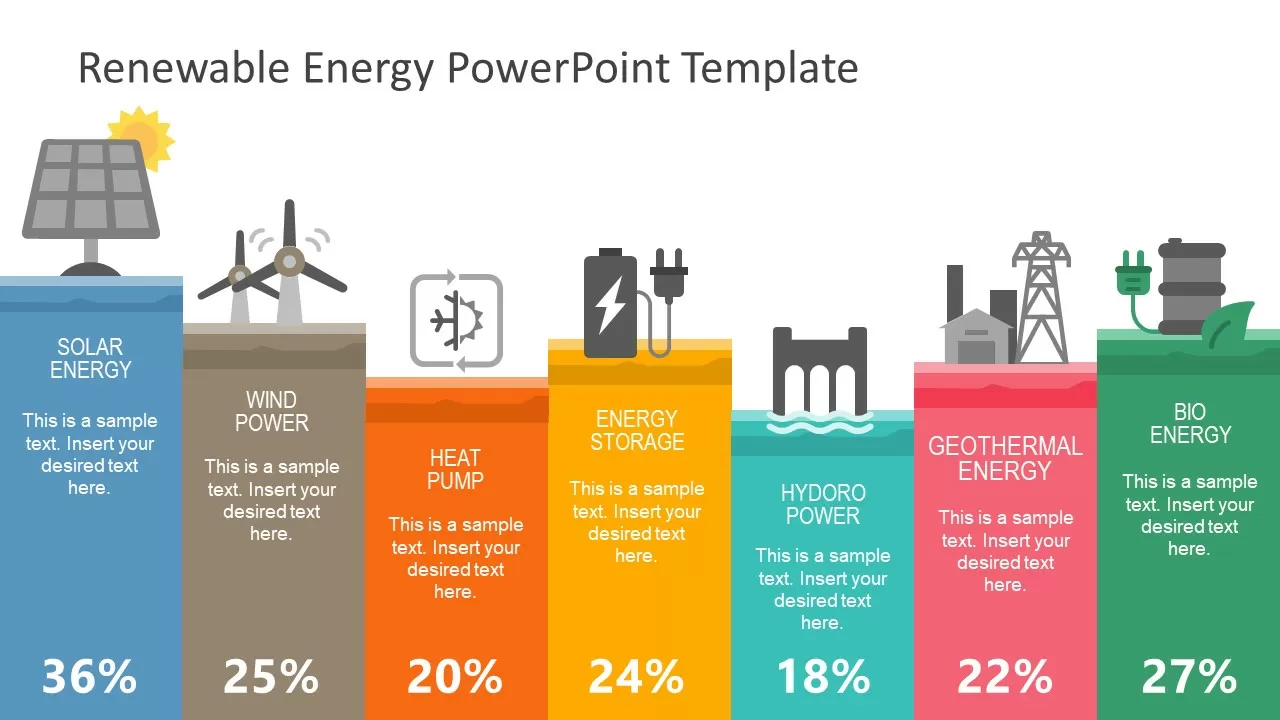 Renewable Energy PowerPoint Template
SOLAR
ENERGY
This is a sample
text. Insert your
desired text
here.
36%
WIND
POWER
This is a sample
text. Insert your
desired text
here.
25%
HEAT
PUMP
This is a sample
text. Insert your
desired text
here.
20%
ENERGY
STORAGE
This is a sample
text. Insert your
desired text
here.
24%
HYDORO
POWER
This is a sample
text. Insert your
desired text
here.
18%
GEOTHERMAL
ENERGY
This is a sample
text. Insert your
desired text
here.
22%
BIO
ENERGY
This is a sample
text. Insert your
desired text
here.
27%